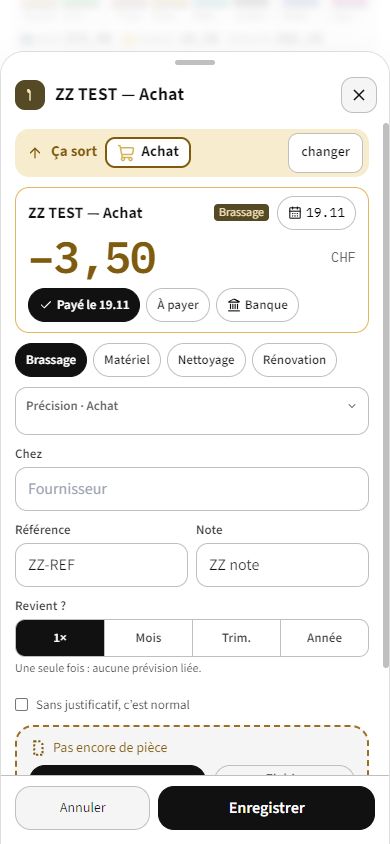 ZZ TEST — Achat
Ça sort Achat changer
ZZ TEST — Achat Brassage 19.11
−3,50 CHF
Payé le 19.11 À payer Banque
Brassage Matériel Nettoyage Rénovation
Précision · Achat
Chez
Fournisseur
Référence Note
ZZ-REF ZZ note
Revient ?
1× Mois Trim. Année
Une seule fois : aucune prévision liée.
Sans justificatif, c’est normal
Pas encore de pièce
Annuler Enregistrer